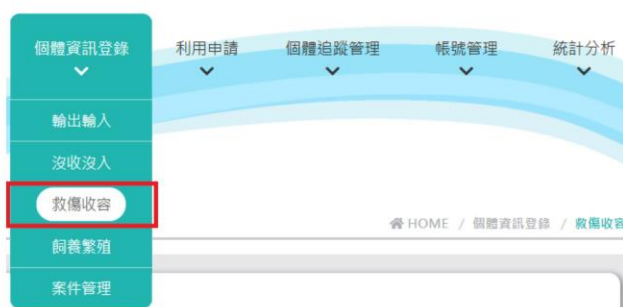 個體資訊登錄 利用申請 個體追蹤管理 帳號管理 統計分析
輸出輸入
沒收沒入
救傷收容
HOME / 個體資訊登錄 / 救傷收容
飼養繁殖
案件管理